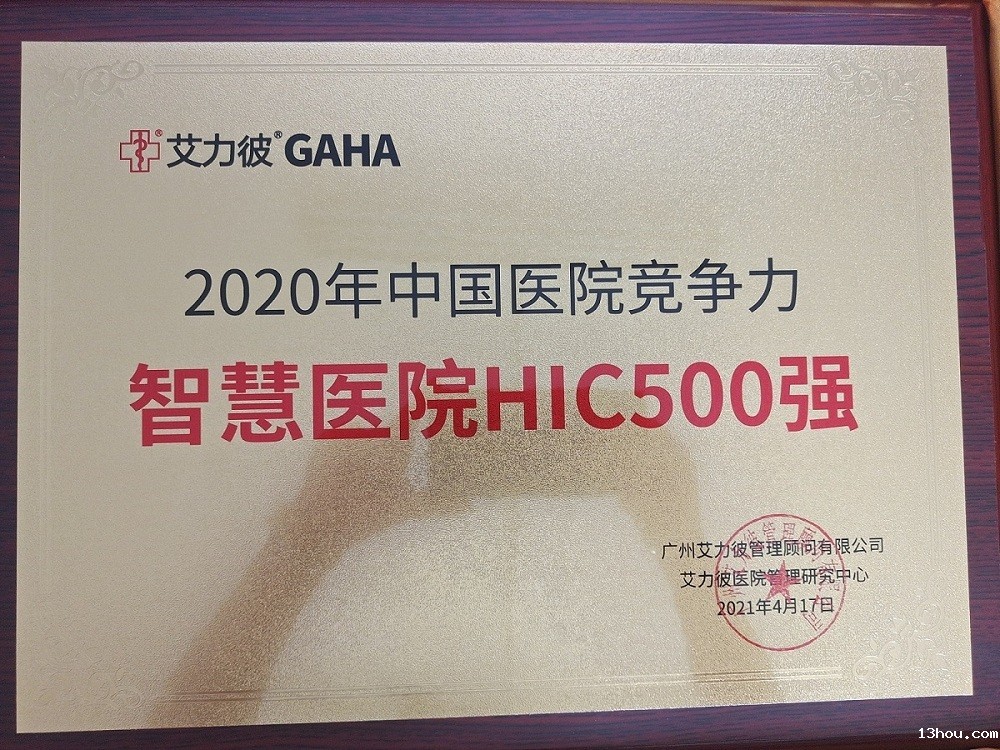 艾力彼® GAHA
2020年中国医院竞争力
智慧医院HIC500强
广州艾力彼管理顾问有限公司
艾力彼医院管理研究中心
2021年4月17日
13hou.com